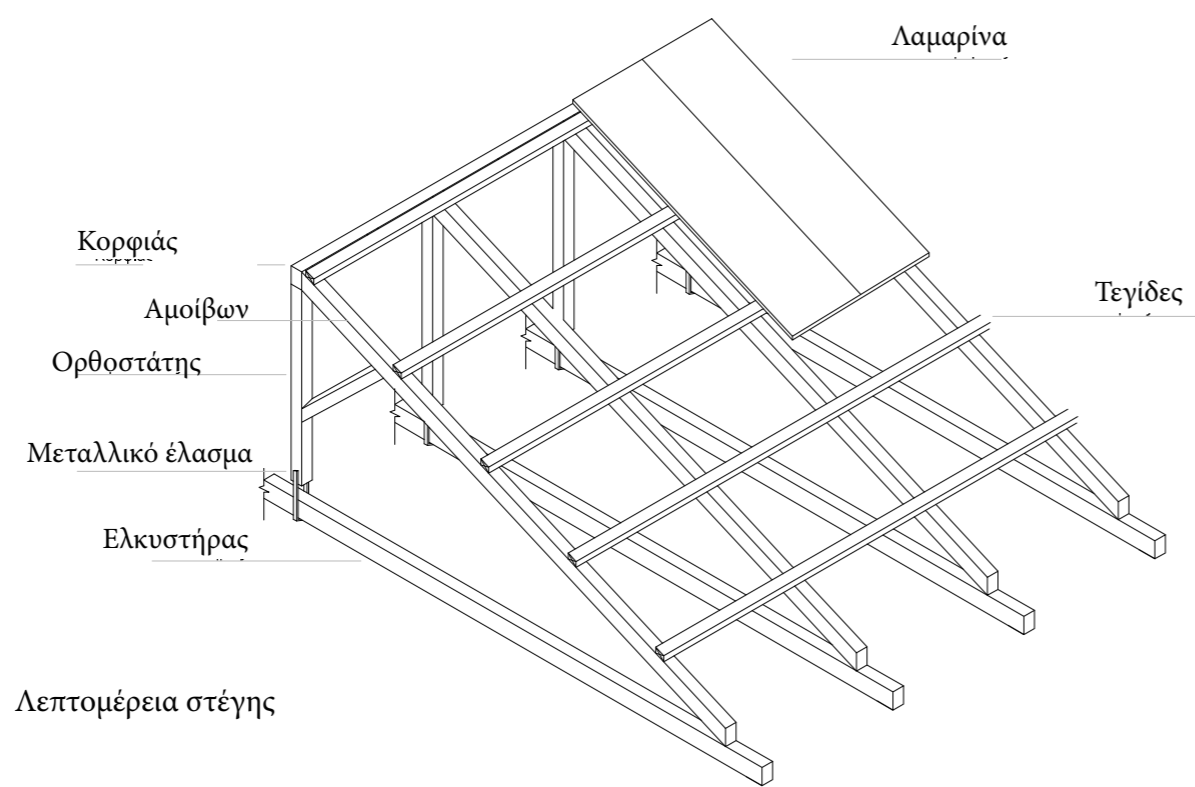 Λαμαρίνα
Κορφιάς
Τεγίδες
Αμοίβων
Ορθοστάτης
Μεταλλικό έλασμα
Ελκυστήρας
Λεπτομέρεια στέγης